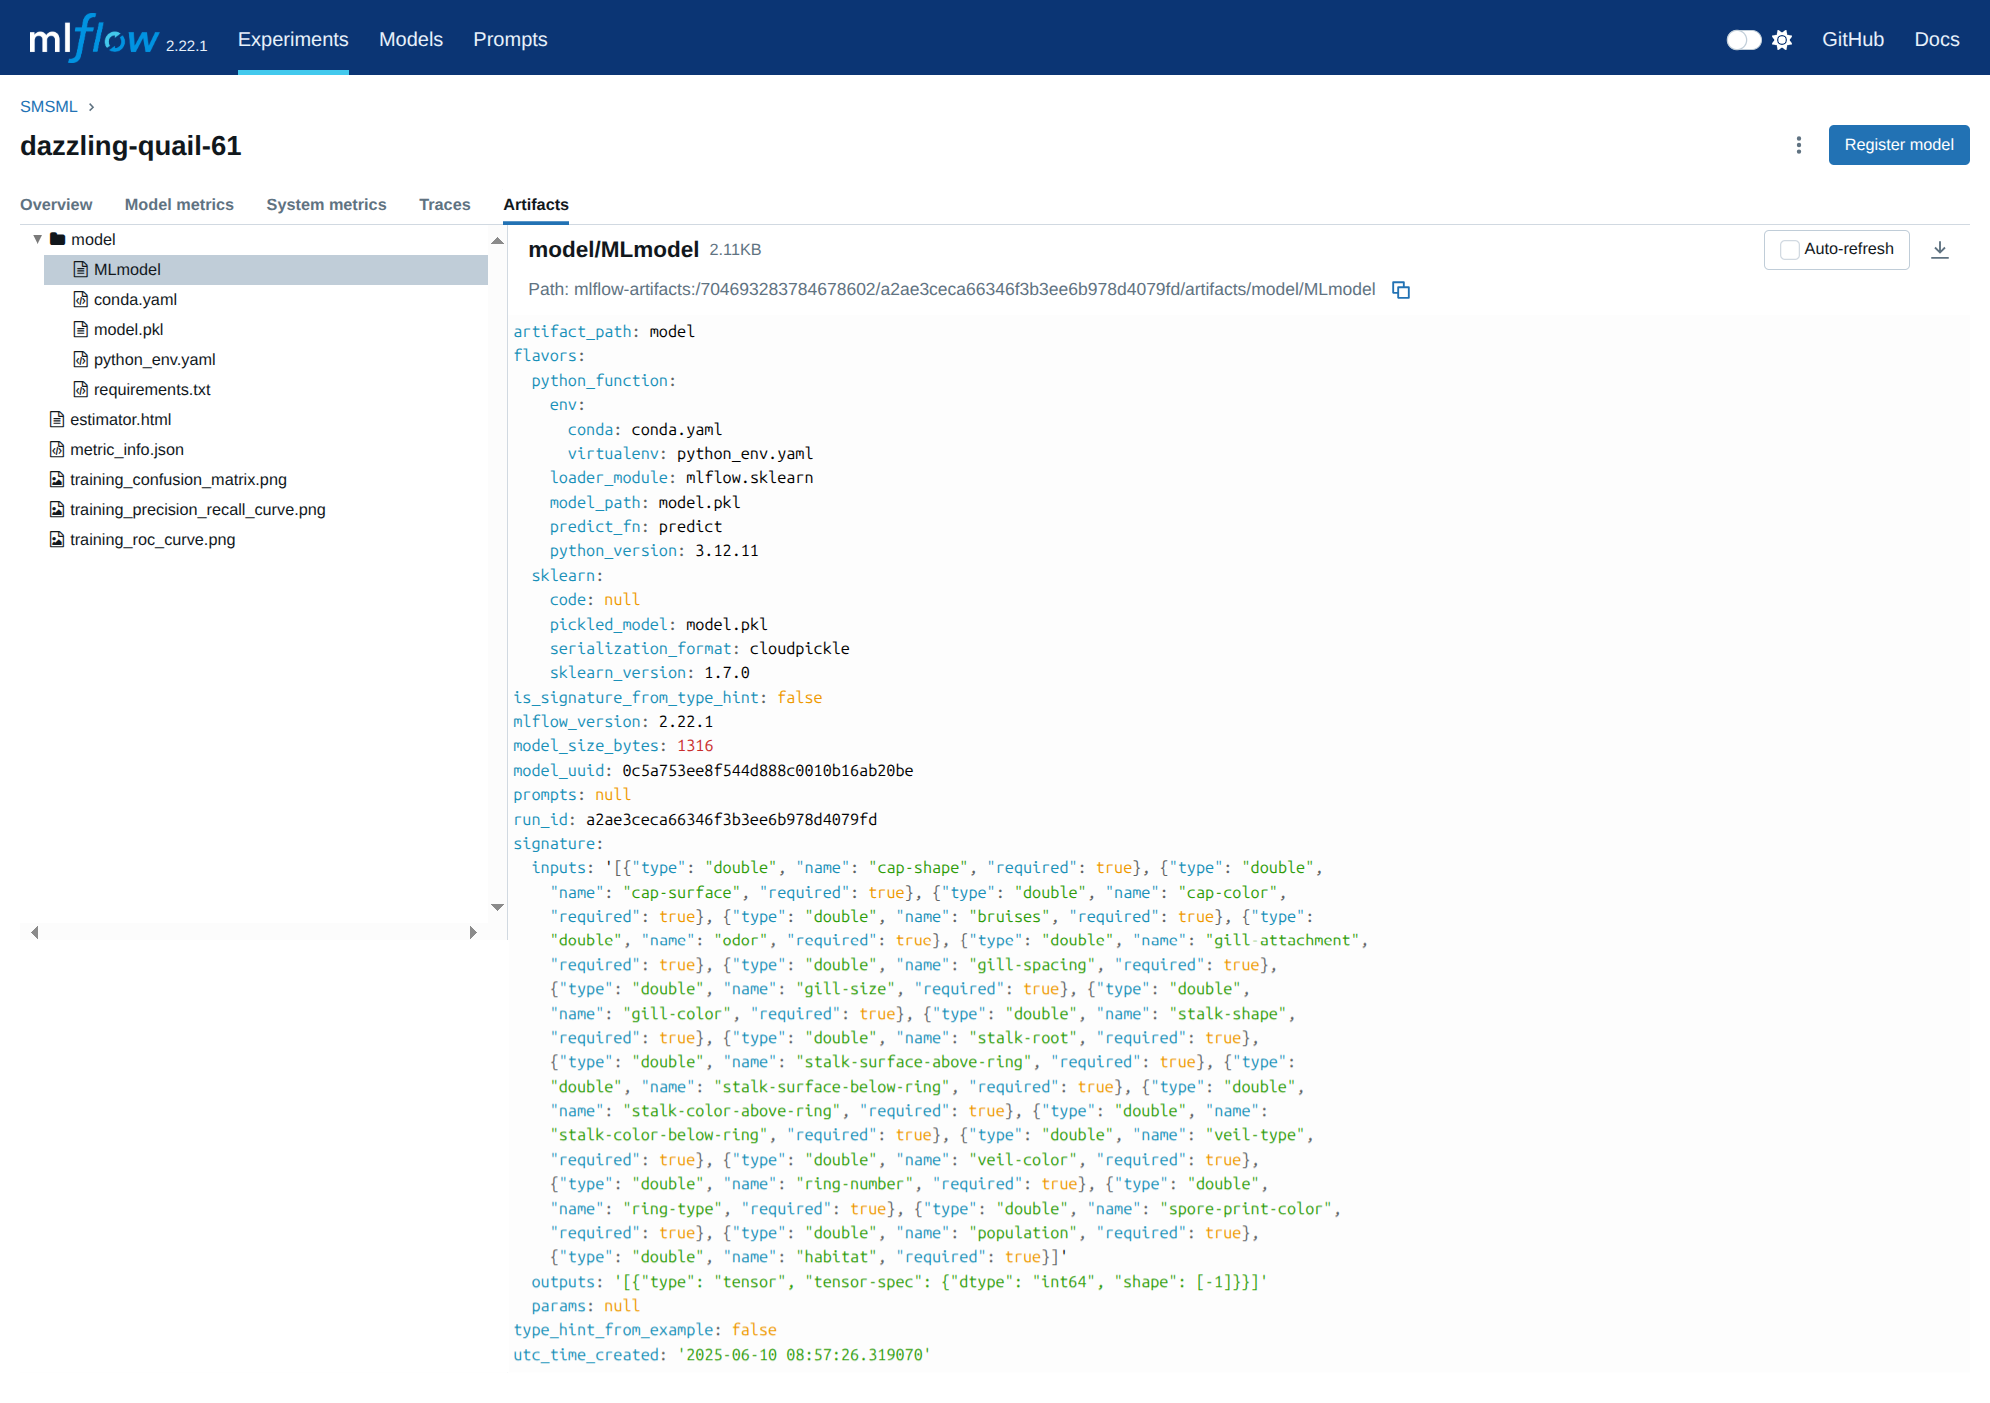 mlflow 2.22.1 Experiments Models Prompts GitHub Docs
SMSML
dazzling-quail-61
Register model
Overview Model metrics System metrics Traces Artifacts
model
MLmodel
conda.yaml
model.pkl
python_env.yaml
requirements.txt
estimator.html
metric_info.json
training_confusion_matrix.png
training_precision_recall_curve.png
training_roc_curve.png
model/MLmodel 2.11KB
Auto-refresh
Path: mlflow-artifacts:/704693283784678602/a2ae3ceca66346f3b3ee6b978d4079fd/artifacts/model/MLmodel
artifact_path: model
flavors:
  python_function:
    env:
      conda: conda.yaml
      virtualenv: python_env.yaml
    loader_module: mlflow.sklearn
    model_path: model.pkl
    predict_fn: predict
    python_version: 3.12.11
  sklearn:
    code: null
    pickled_model: model.pkl
    serialization_format: cloudpickle
    sklearn_version: 1.7.0
is_signature_from_type_hint: false
mlflow_version: 2.22.1
model_size_bytes: 1316
model_uuid: 0c5a753ee8f544d888c0010b16ab20be
prompts: null
run_id: a2ae3ceca66346f3b3ee6b978d4079fd
signature:
  inputs: '[{"type": "double", "name": "cap-shape", "required": true}, {"type": "double",
    "name": "cap-surface", "required": true}, {"type": "double", "name": "cap-color",
    "required": true}, {"type": "double", "name": "bruises", "required": true}, {"type":
    "double", "name": "odor", "required": true}, {"type": "double", "name": "gill-attachment",
    "required": true}, {"type": "double", "name": "gill-spacing", "required": true},
    {"type": "double", "name": "gill-size", "required": true}, {"type": "double",
    "name": "gill-color", "required": true}, {"type": "double", "name": "stalk-shape",
    "required": true}, {"type": "double", "name": "stalk-root", "required": true},
    {"type": "double", "name": "stalk-surface-above-ring", "required": true}, {"type":
    "double", "name": "stalk-surface-below-ring", "required": true}, {"type": "double",
    "name": "stalk-color-above-ring", "required": true}, {"type": "double", "name":
    "stalk-color-below-ring", "required": true}, {"type": "double", "name": "veil-type",
    "required": true}, {"type": "double", "name": "veil-color", "required": true},
    {"type": "double", "name": "ring-number", "required": true}, {"type": "double",
    "name": "ring-type", "required": true}, {"type": "double", "name": "spore-print-color",
    "required": true}, {"type": "double", "name": "population", "required": true},
    {"type": "double", "name": "habitat", "required": true}]'
  outputs: '[{"type": "tensor", "tensor-spec": {"dtype": "int64", "shape": [-1]}}]'
  params: null
type_hint_from_example: false
utc_time_created: '2025-06-10 08:57:26.319070'